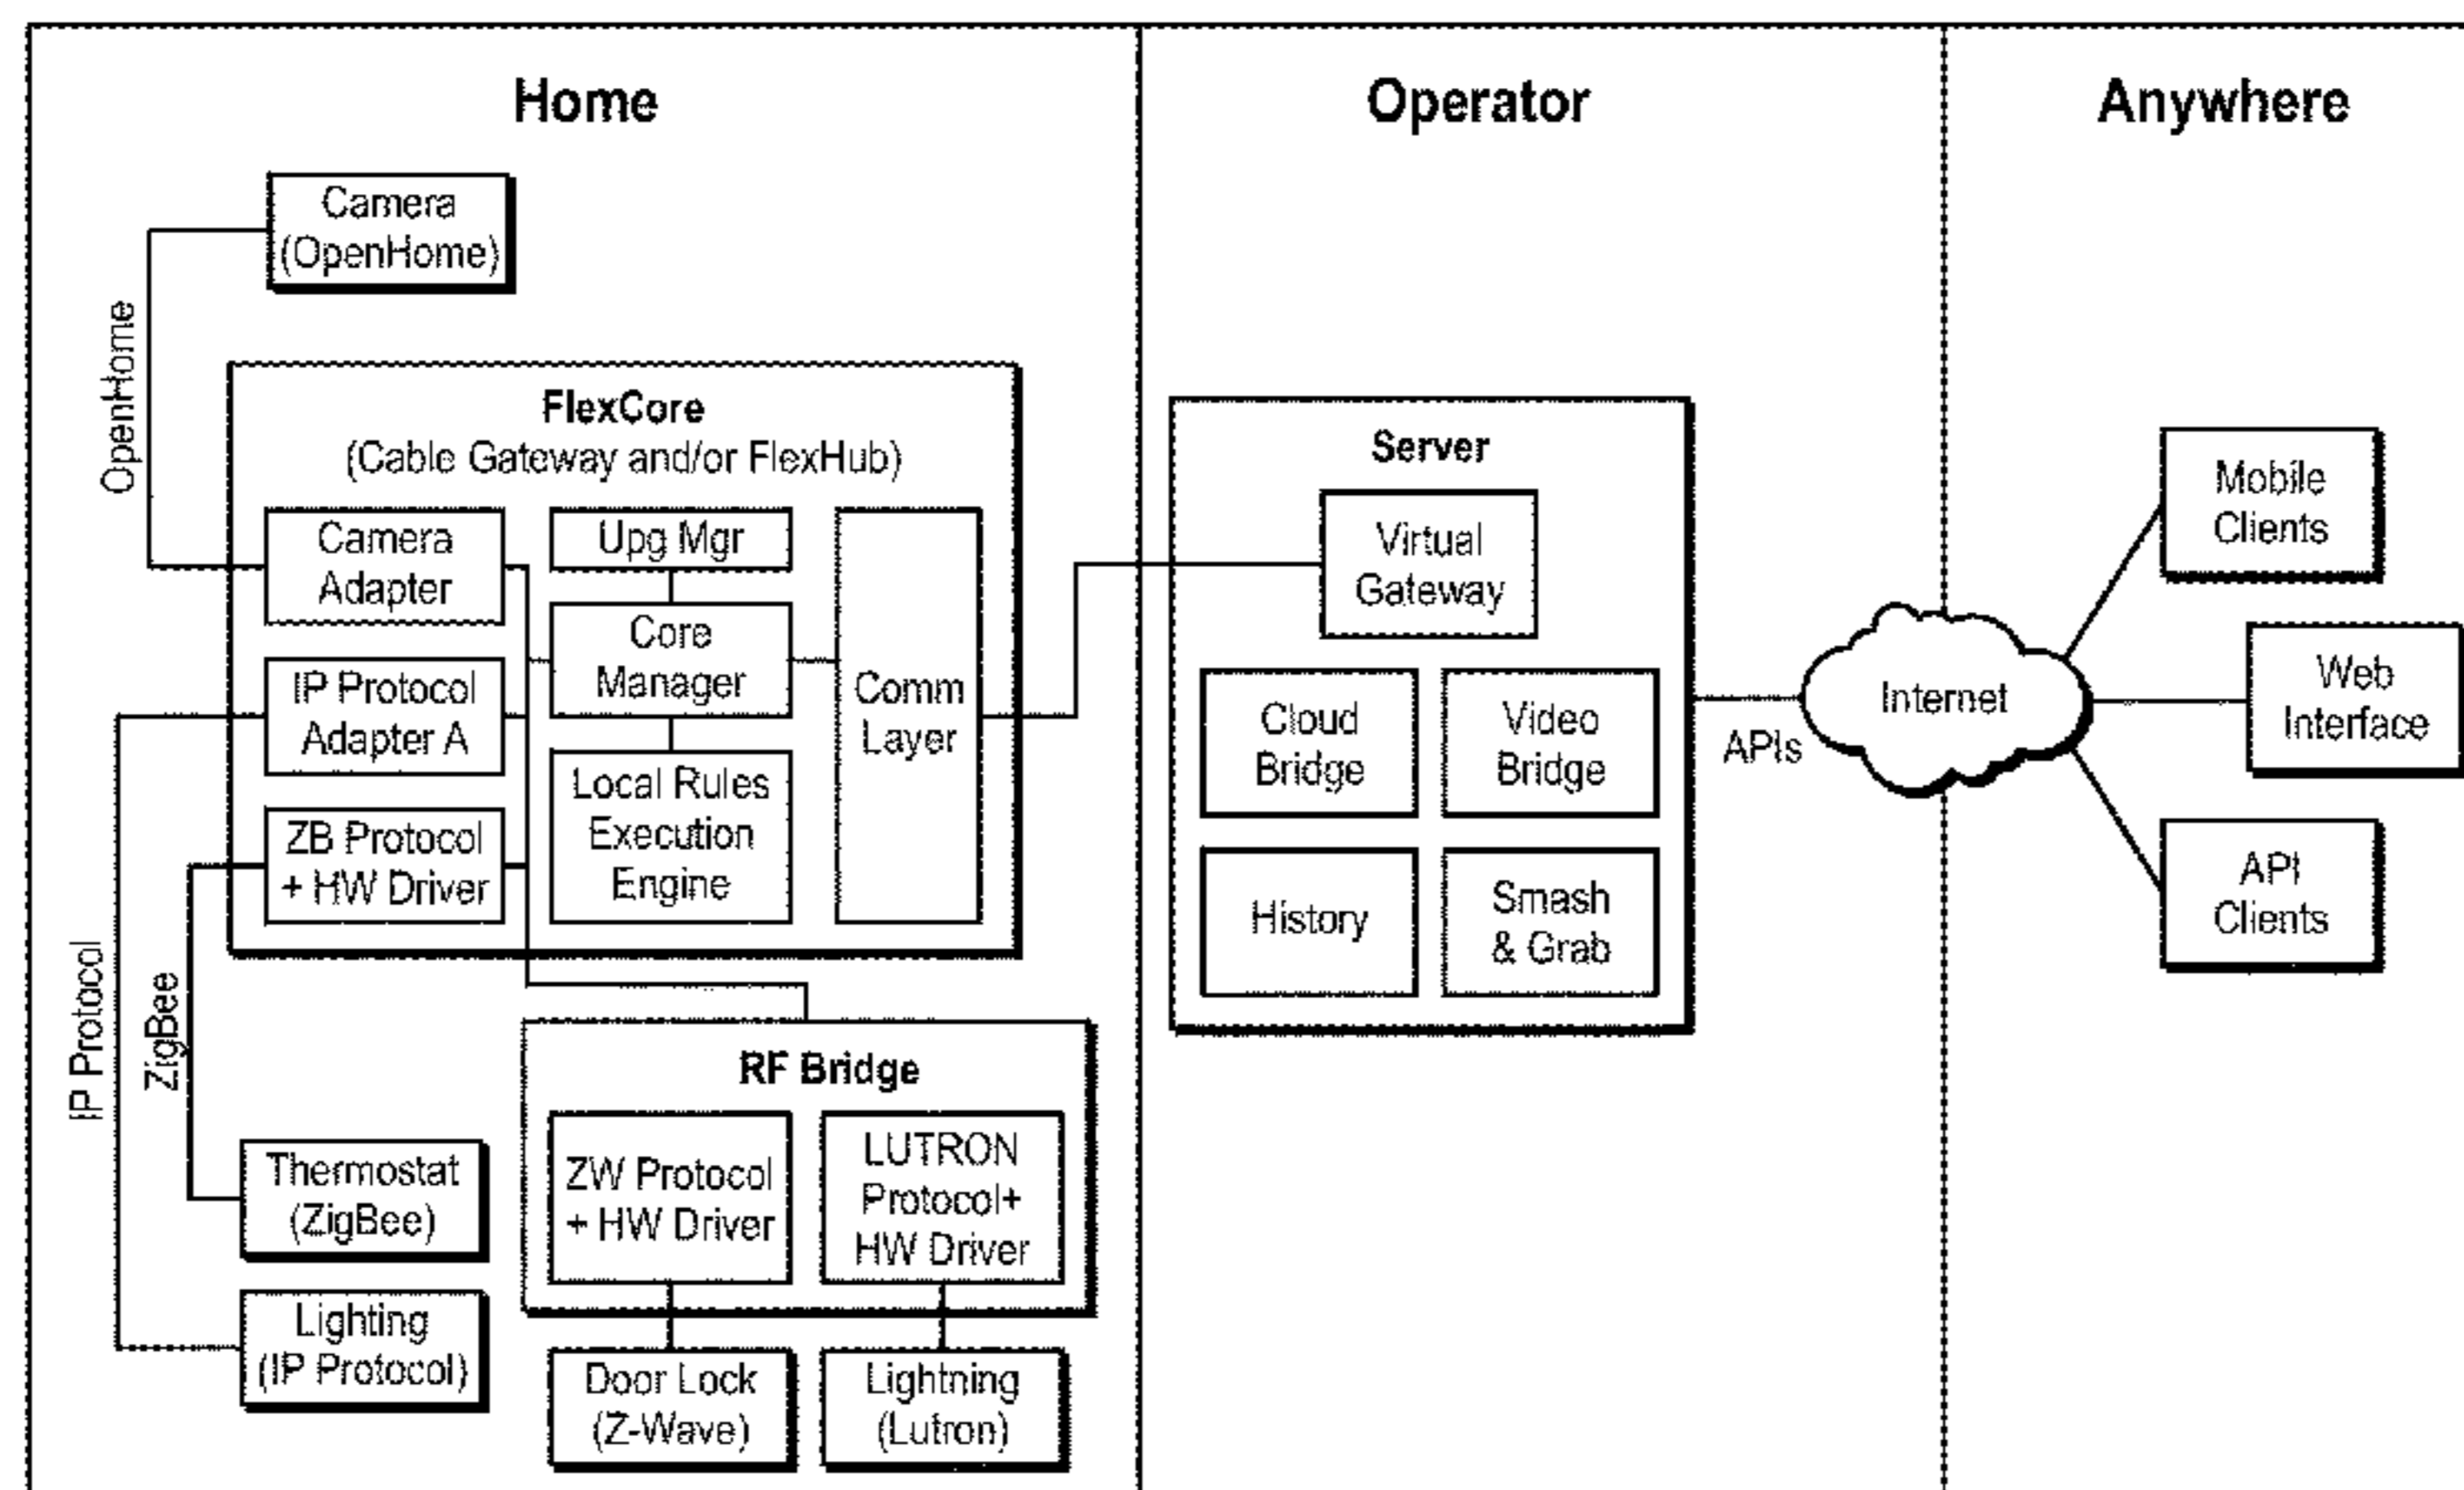 Home
Operator
Anywhere
Camera
(OpenHome)
OpenHome
FlexCore
(Cable Gateway and/or FlexHub)
Camera
Adapter
Upg Mgr
Core
Manager
IP Protocol
Adapter A
Comm
Layer
Local Rules
Execution
Engine
ZB Protocol
+ HW Driver
IP Protocol
ZigBee
RF Bridge
ZW Protocol
+ HW Driver
LUTRON
Protocol+
HW Driver
Thermostat
(ZigBee)
Lighting
(IP Protocol)
Door Lock
(Z-Wave)
Lightning
(Lutron)
Server
Virtual
Gateway
Cloud
Bridge
Video
Bridge
History
Smash
& Grab
APIs
Internet
Mobile
Clients
Web
Interface
API
Clients